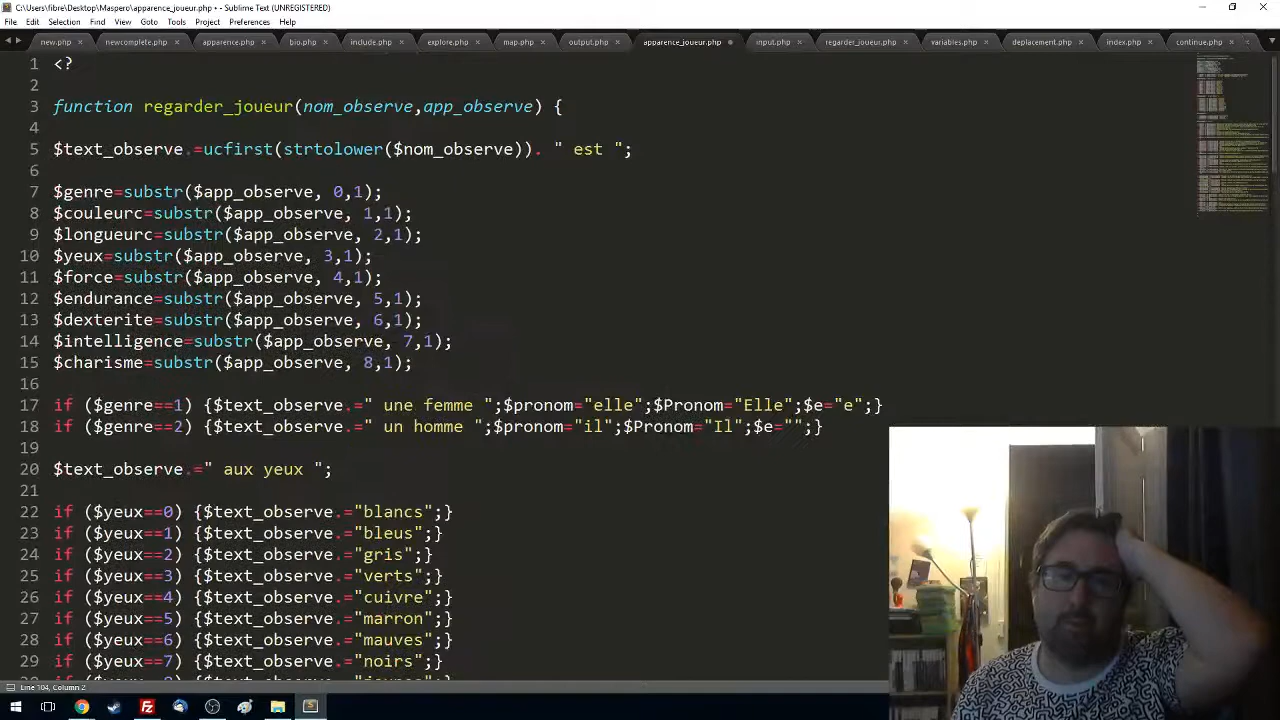 C:\Users\fibre\Desktop\Maspero\apparence_joueur.php • - Sublime Text (UNREGISTERED)
File Edit Selection Find View Goto Tools Project Preferences Help
new.php newcomplete.php apparence.php bio.php include.php explore.php map.php output.php apparence_joueur.php input.php regarder_joueur.php variables.php deplacement.php index.php continue.php
1 <?
2
3 function regarder_joueur(nom_observe,app_observe) {
4
5 $text_observe.=ucfirst(strtolower($nom_observe)). " est ";
6
7 $genre=substr($app_observe, 0,1);
8 $couleurc=substr($app_observe, 1,1);
9 $longueurc=substr($app_observe, 2,1);
10 $yeux=substr($app_observe, 3,1);
11 $force=substr($app_observe, 4,1);
12 $endurance=substr($app_observe, 5,1);
13 $dexterite=substr($app_observe, 6,1);
14 $intelligence=substr($app_observe, 7,1);
15 $charisme=substr($app_observe, 8,1);
16
17 if ($genre==1) {$text_observe.=" une femme ";$pronom="elle";$Pronom="Elle";$e="e";}
18 if ($genre==2) {$text_observe.=" un homme ";$pronom="il";$Pronom="Il";$e="";}
19
20 $text_observe.=" aux yeux ";
21
22 if ($yeux==0) {$text_observe.="blancs";}
23 if ($yeux==1) {$text_observe.="bleus";}
24 if ($yeux==2) {$text_observe.="gris";}
25 if ($yeux==3) {$text_observe.="verts";}
26 if ($yeux==4) {$text_observe.="cuivre";}
27 if ($yeux==5) {$text_observe.="marron";}
28 if ($yeux==6) {$text_observe.="mauves";}
29 if ($yeux==7) {$text_observe.="noirs";}
Line 104, Column 2